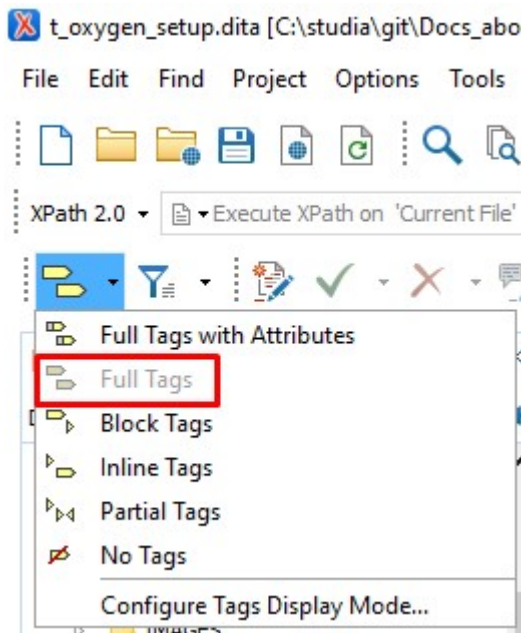 t_oxygen_setup.dita [C:\studia\git\Docs_abo
File Edit Find Project Options Tools
XPath 2.0 Execute XPath on 'Current File'
Full Tags with Attributes
Full Tags
Block Tags
Inline Tags
Partial Tags
No Tags
Configure Tags Display Mode...
IMAGES